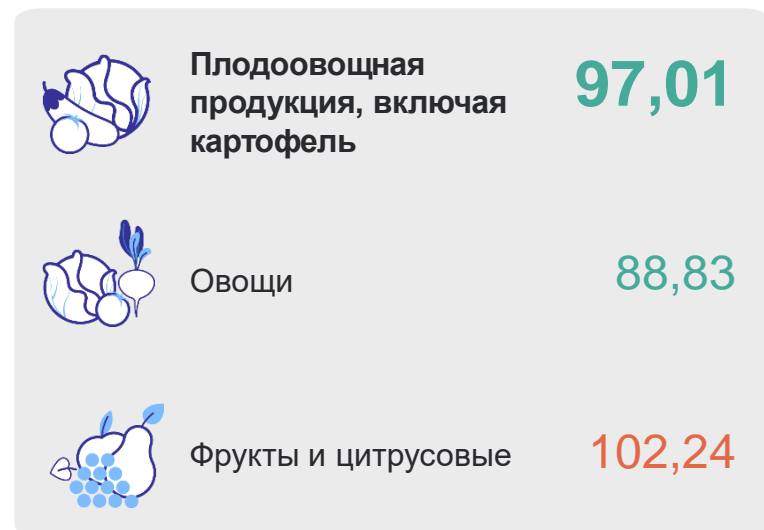 Плодоовощная
продукция, включая
картофель
97,01
Овощи
88,83
Фрукты и цитрусовые
102,24